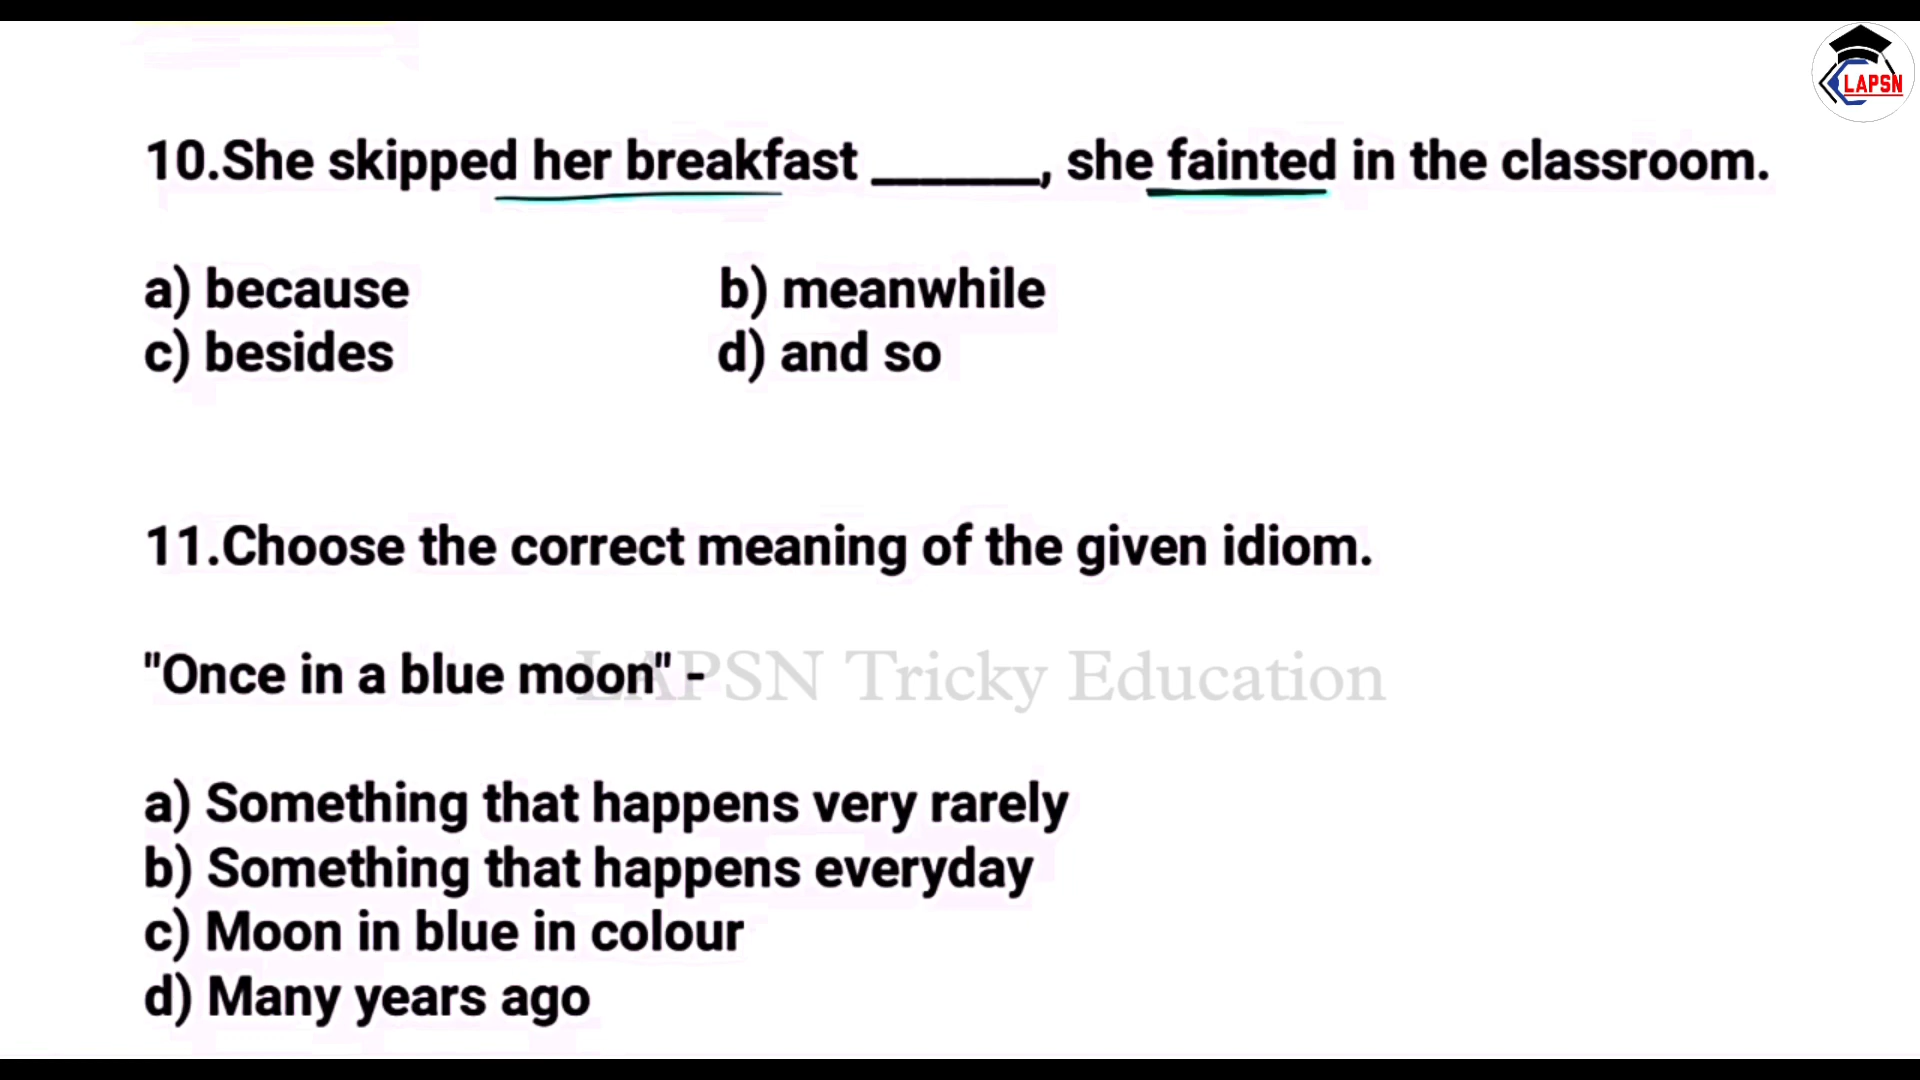 LAPSN
10.She skipped her breakfast ______, she fainted in the classroom.
a) because b) meanwhile
c) besides d) and so
11.Choose the correct meaning of the given idiom.
"Once in a blue moon" -
LAPSN Tricky Education
a) Something that happens very rarely
b) Something that happens everyday
c) Moon in blue in colour
d) Many years ago